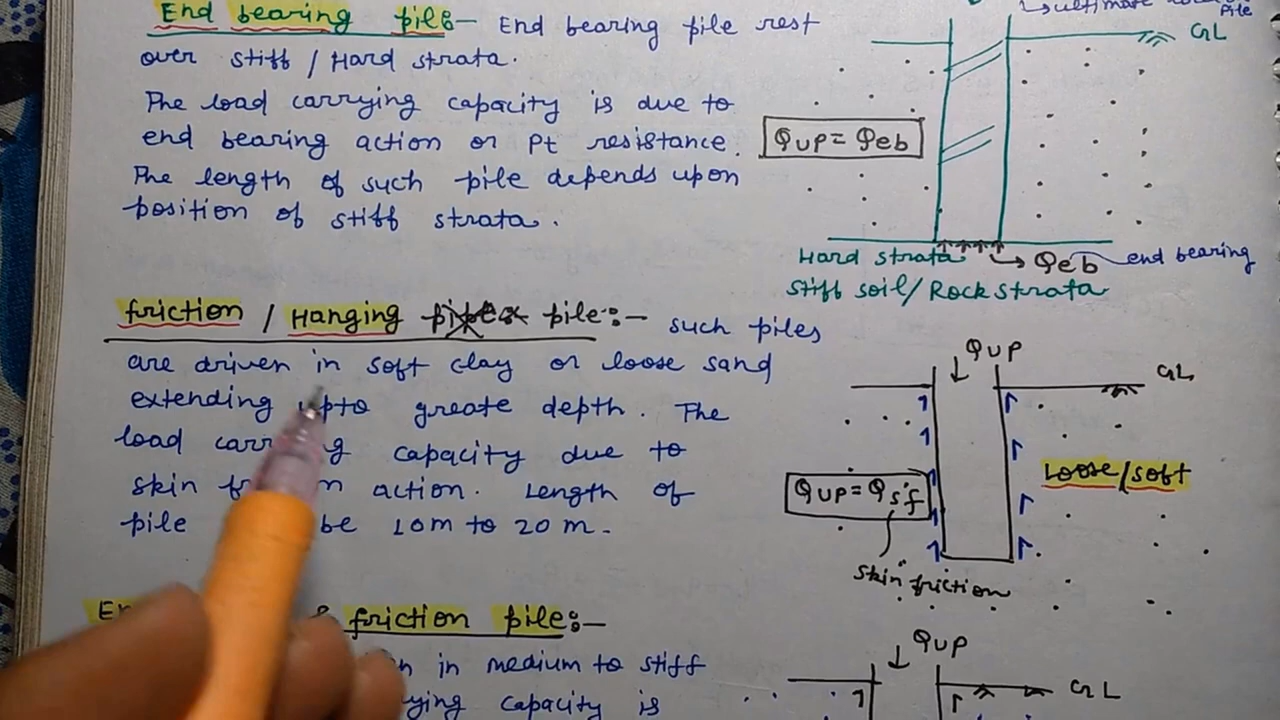 End bearing pile:- End bearing pile rest
over stiff / Hard strata.
The load carrying capacity is due to
end bearing action or Pt resistance.
The length of such pile depends upon
position of stiff strata.
ultimate
Pile
GL
Qup = Qeb
Hard strata
Qeb end bearing
Stiff soil / Rock strata
friction / Hanging pile:- such piles
are driven in soft clay or loose sand
extending upto greate depth. The
load capacity due to
skin action. Length of
pile be 10m to 20m.
Qup
GL
Loose/soft
Qup = Qsf
Skin friction
friction pile:-
in medium to stiff
capacity is
Qup
GL